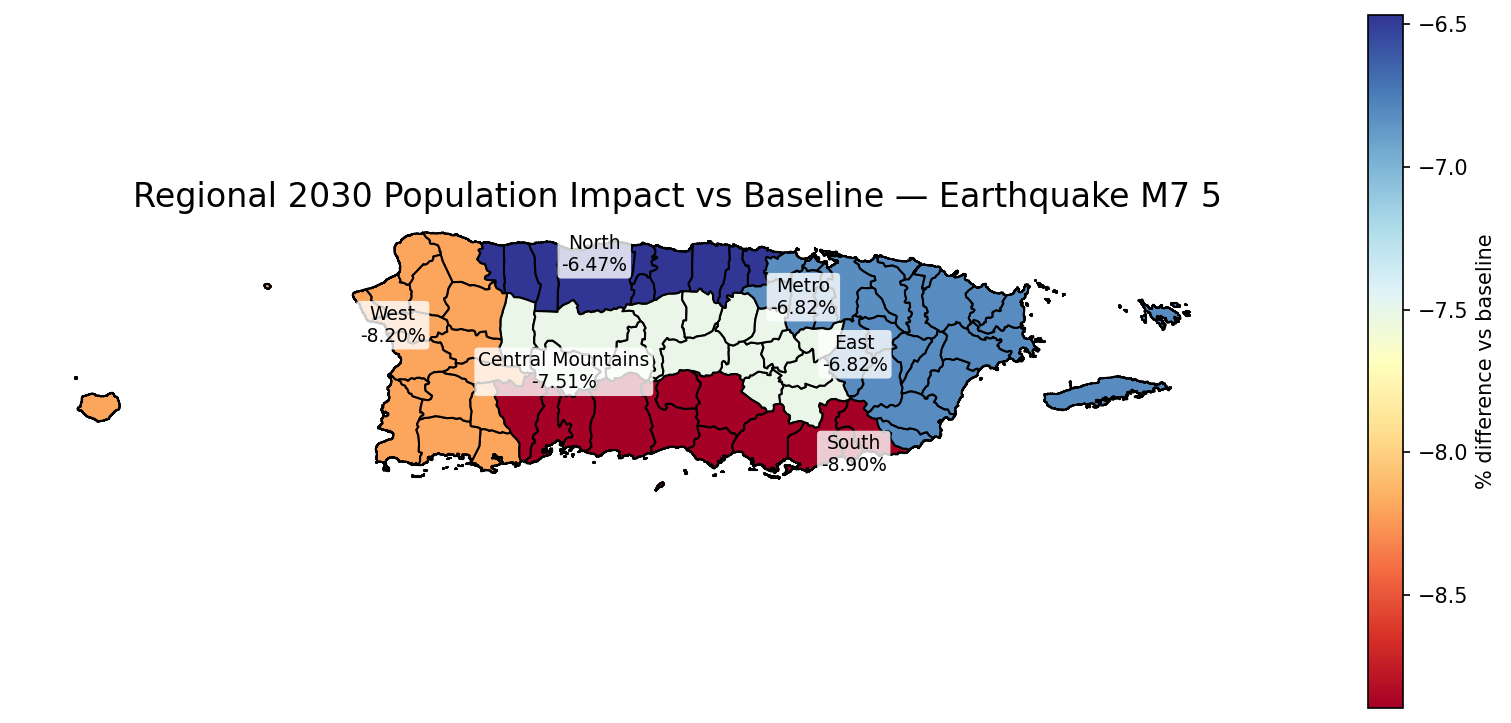 Regional 2030 Population Impact vs Baseline — Earthquake M7 5
North
-6.47%
Metro
-6.82%
West
-8.20%
East
-6.82%
Central Mountains
-7.51%
South
-8.90%
−6.5
−7.0
−7.5
−8.0
−8.5
% difference vs baseline